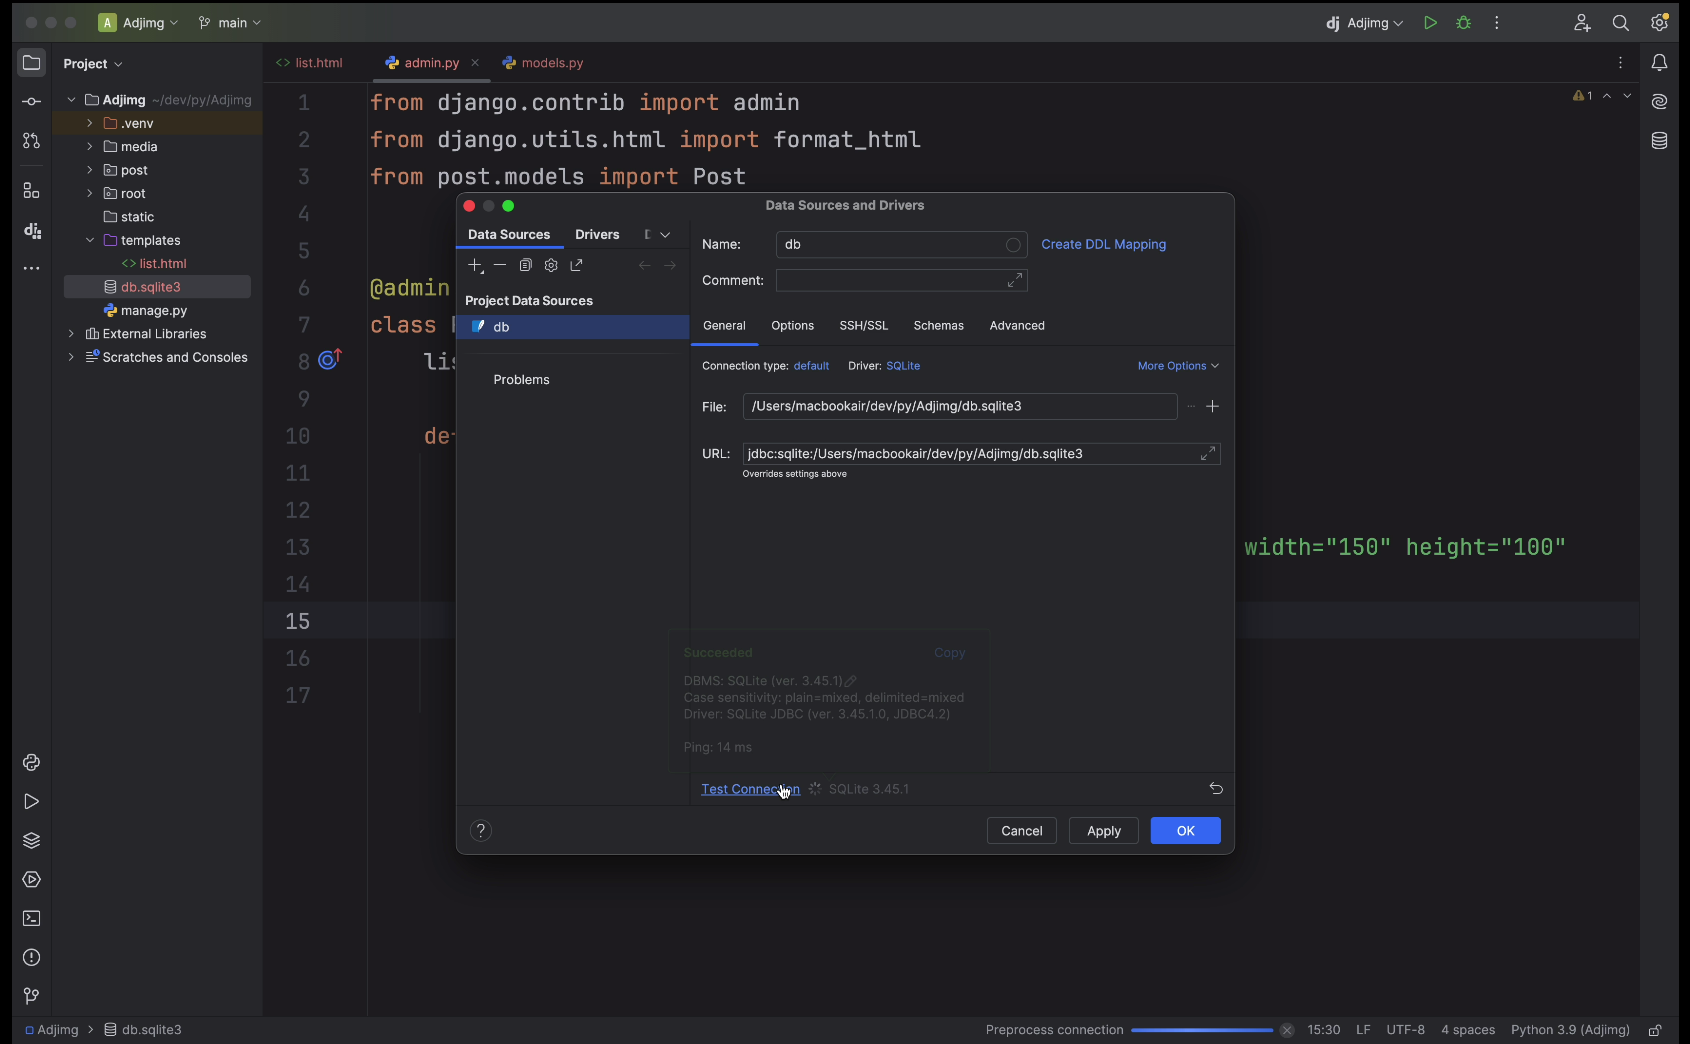 A Adjimg main
dj Adjimg
Project
list.html admin.py models.py
Adjimg ~/dev/py/Adjimg
.venv
media
post
root
static
templates
<> list.html
db.sqlite3
manage.py
External Libraries
Scratches and Consoles
1 from django.contrib import admin
2 from django.utils.html import format_html
3 from post.models import Post
4
5
6 @admin
7 class
8 lis
9
10 de
11
12
13 width="150" height="100"
14
15
16
17
1
Data Sources and Drivers
Data Sources Drivers
Project Data Sources
db
Problems
Name: db Create DDL Mapping
Comment:
General Options SSH/SSL Schemas Advanced
Connection type: default Driver: SQLite More Options
File: /Users/macbookair/dev/py/Adjimg/db.sqlite3
URL: jdbc:sqlite:/Users/macbookair/dev/py/Adjimg/db.sqlite3
Overrides settings above
Succeeded Copy
DBMS: SQLite (ver. 3.45.1)
Case sensitivity: plain=mixed, delimited=mixed
Driver: SQLite JDBC (ver. 3.45.1.0, JDBC4.2)
Ping: 14 ms
Test Connection SQLite 3.45.1
? Cancel Apply OK
Adjimg > db.sqlite3
Preprocess connection 15:30 LF UTF-8 4 spaces Python 3.9 (Adjimg)